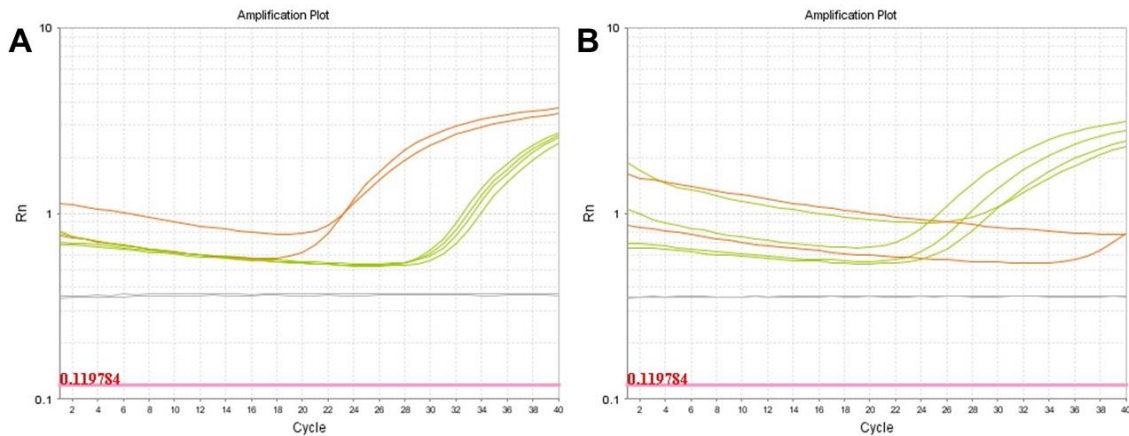 A
Amplification Plot
10
1
0.1
Rn
0.119784
2 4 6 8 10 12 14 16 18 20 22 24 26 28 30 32 34 36 38 40
Cycle
B
Amplification Plot
10
1
0.1
Rn
0.119784
2 4 6 8 10 12 14 16 18 20 22 24 26 28 30 32 34 36 38
Cycle